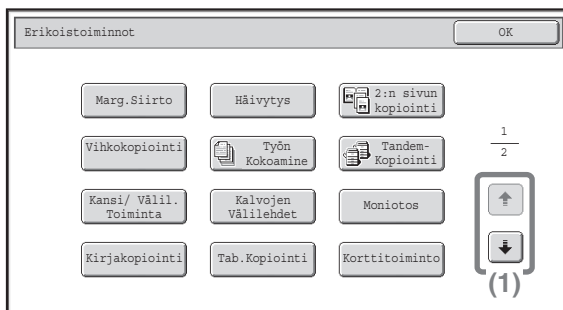 Erikoistoiminnot
OK
Marg.Siirto
Häivytys
2:n sivun
kopiointi
Vihkokopiointi
Työn
Kokoamine
Tandem-
Kopiointi
1
2
Kansi/ Välil.
Toiminta
Kalvojen
Välilehdet
Moniotos
Kirjakopiointi
Tab.Kopiointi
Korttitoiminto
(1)